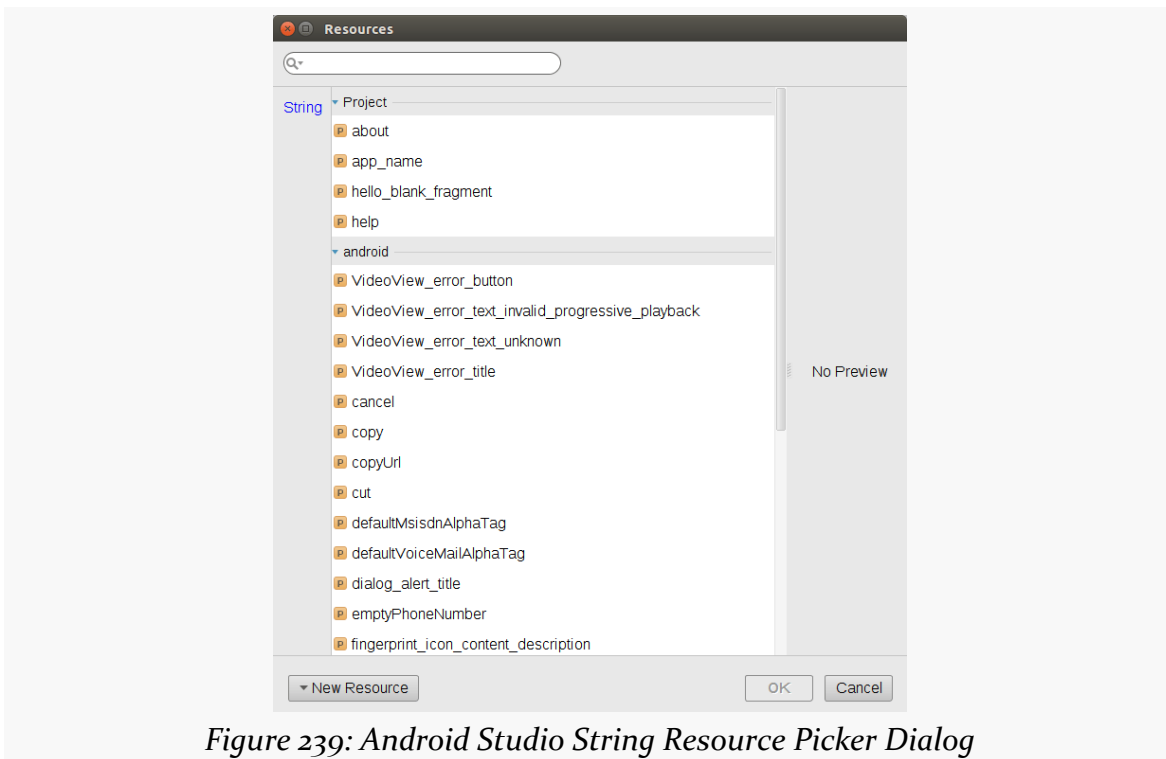 Resources
String
Project
P about
P app_name
P hello_blank_fragment
P help
android
P VideoView_error_button
P VideoView_error_text_invalid_progressive_playback
P VideoView_error_text_unknown
P VideoView_error_title
No Preview
P cancel
P copy
P copyUrl
P cut
P defaultMsisdnAlphaTag
P defaultVoiceMailAlphaTag
P dialog_alert_title
P emptyPhoneNumber
P fingerprint_icon_content_description
New Resource
OK
Cancel
Figure 239: Android Studio String Resource Picker Dialog